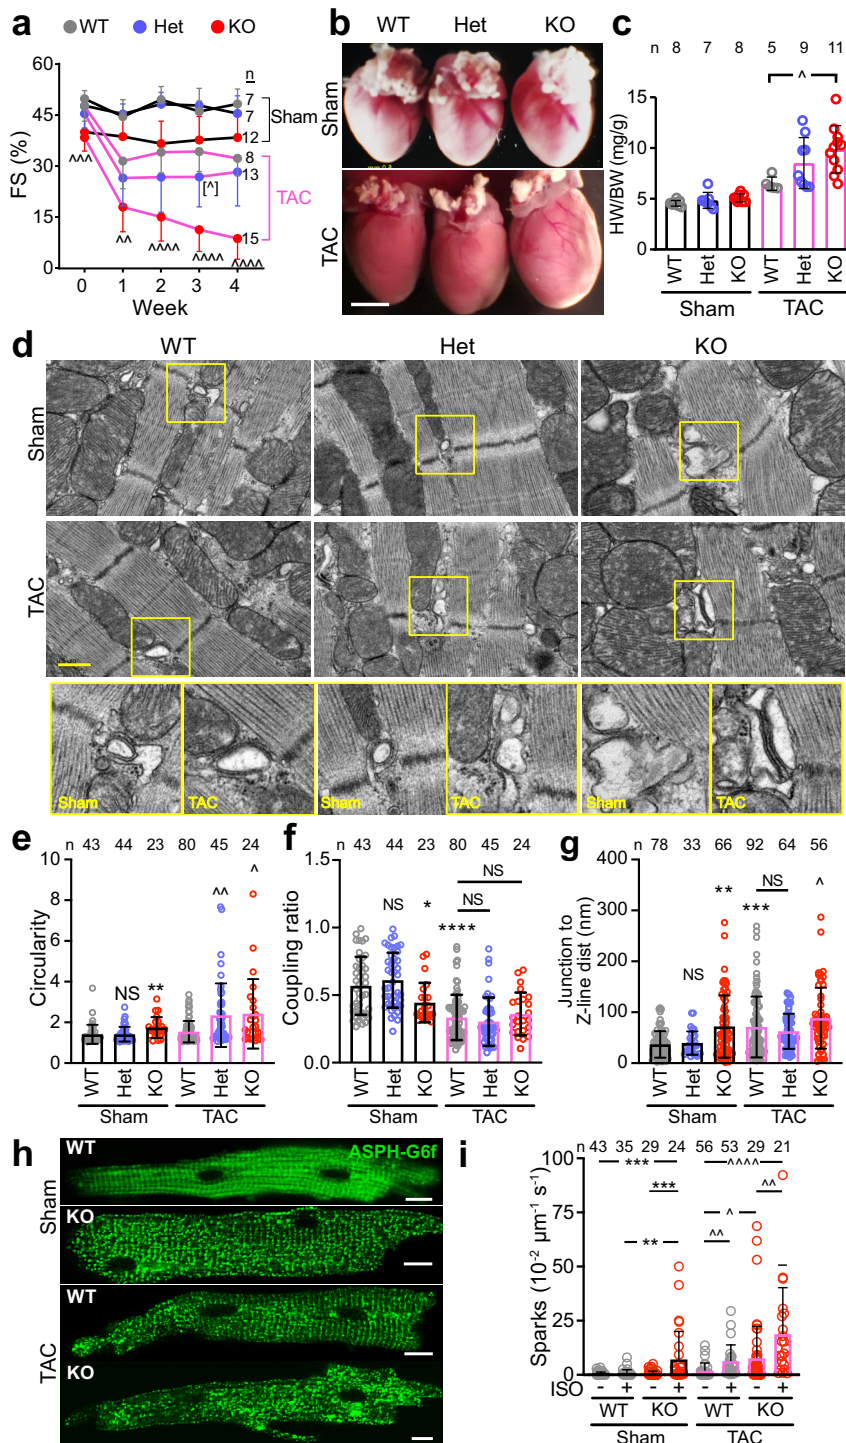 a
WT Het KO
60
45
30
15
0
FS (%)
n
7
7
12
8
13
15
Sham
TAC
^^^
^^
^^^^
[^]
^^^^
^^^^
0 1 2 3 4
Week
b
WT Het KO
Sham
TAC
c
n 8 7 8 5 9 11
^
15
10
5
0
HW/BW (mg/g)
WT Het KO WT Het KO
Sham TAC
d
WT Het KO
Sham
TAC
Sham TAC Sham TAC Sham TAC
e
n 43 44 23 80 45 24
10
8
6
4
2
0
Circularity
NS ** ^^ ^
WT Het KO WT Het KO
Sham TAC
f
n 43 44 23 80 45 24
1.5
1.0
0.5
0.0
Coupling ratio
NS
NS * NS
****
WT Het KO WT Het KO
Sham TAC
g
n 78 33 66 92 64 56
400
300
200
100
0
Junction to
Z-line dist (nm)
NS ** *** NS ^
WT Het KO WT Het KO
Sham TAC
h
WT ASPH-G6f
KO
Sham
WT
KO
TAC
i
n 43 35 29 24 56 53 29 21
*** ^^^^
*** ^^
^
** ^^
100
75
50
25
0
Sparks (10⁻² µm⁻¹ s⁻¹)
ISO - + - + - + - +
WT KO WT KO
Sham TAC